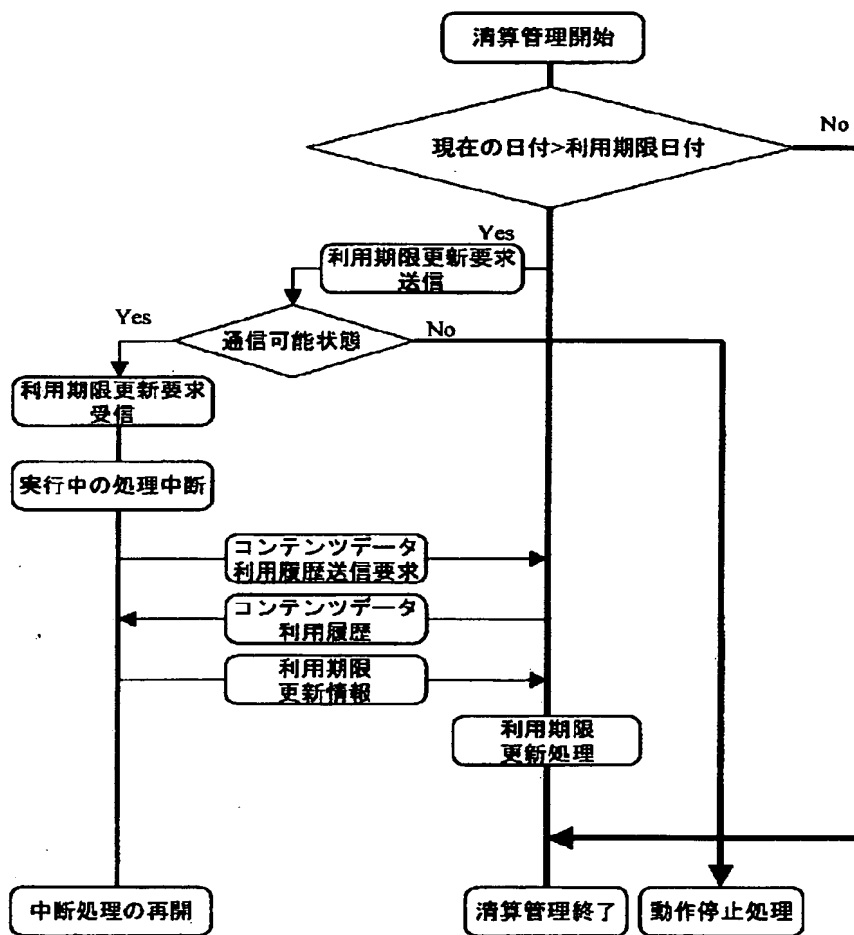 清算管理開始
現在の日付>利用期限日付
No
Yes
利用期限更新要求
送信
通信可能状態
Yes
No
利用期限更新要求
受信
実行中の処理中断
コンテンツデータ
利用履歴送信要求
コンテンツデータ
利用履歴
利用期限
更新情報
利用期限
更新処理
中断処理の再開
清算管理終了
動作停止処理